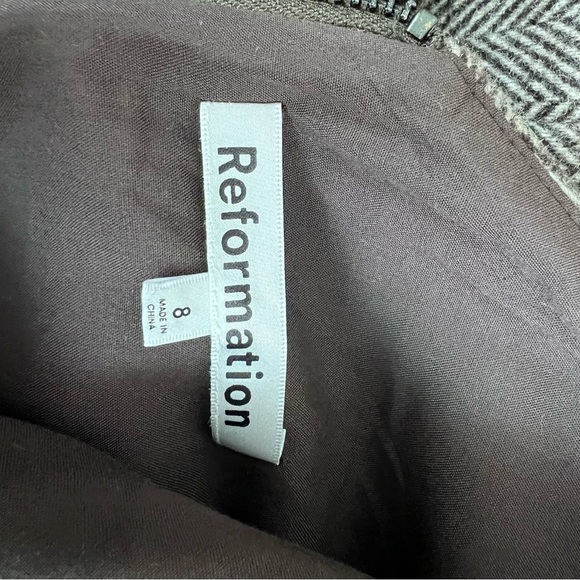 Reformation
8
MADE IN
CHINA